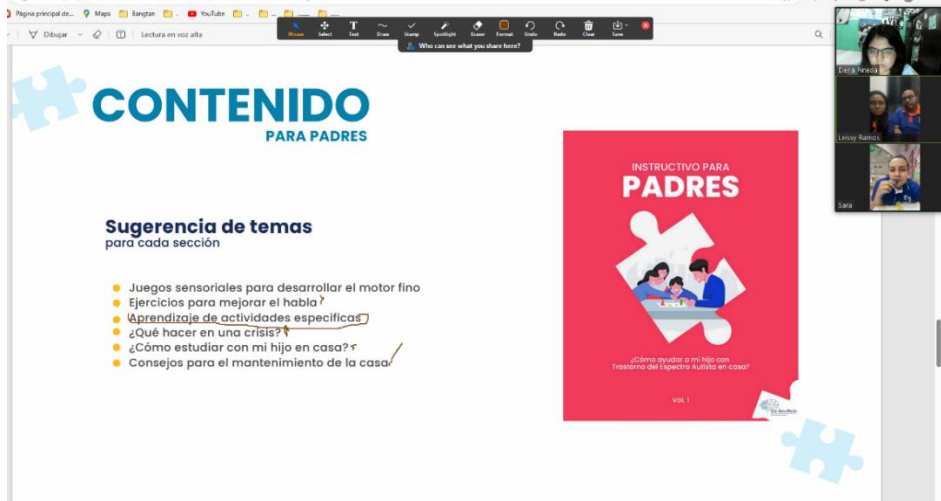 Página principal de...
Maps
Bangtan
YouTube
Dibujar
Lectura en voz alta
Mouse
Select
Text
Draw
Stamp
Spotlight
Eraser
Format
Undo
Redo
Clear
Save
Who can see what you share here?
CONTENIDO
PARA PADRES
Sugerencia de temas
para cada sección
Juegos sensoriales para desarrollar el motor fino
Ejercicios para mejorar el habla
Aprendizaje de actividades especificas
¿Qué hacer en una crisis?
¿Cómo estudiar con mi hijo en casa?
Consejos para el mantenimiento de la casa
INSTRUCTIVO PARA
PADRES
¿Cómo ayudar a mi hijo con
Trastorno del Espectro Autista en casa?
Vol. 1
Pineda
Leissy Ramos
Sara